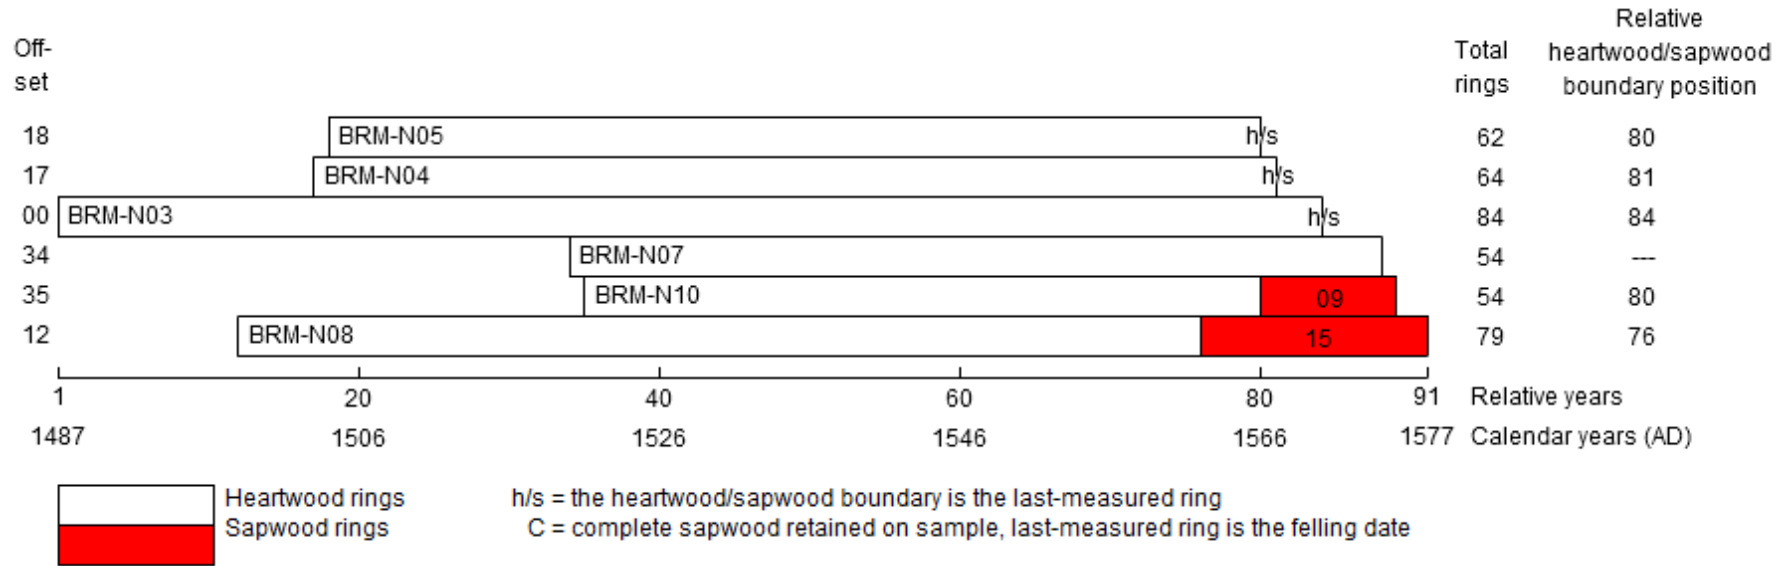 Off-
set
Total
rings
Relative
heartwood/sapwood
boundary position
18 BRM-N05 h/s 62 80
17 BRM-N04 h/s 64 81
00 BRM-N03 h/s 84 84
34 BRM-N07 54 ---
35 BRM-N10 09 54 80
12 BRM-N08 15 79 76
1 20 40 60 80 91 Relative years
1487 1506 1526 1546 1566 1577 Calendar years (AD)
Heartwood rings h/s = the heartwood/sapwood boundary is the last-measured ring
Sapwood rings C = complete sapwood retained on sample, last-measured ring is the felling date